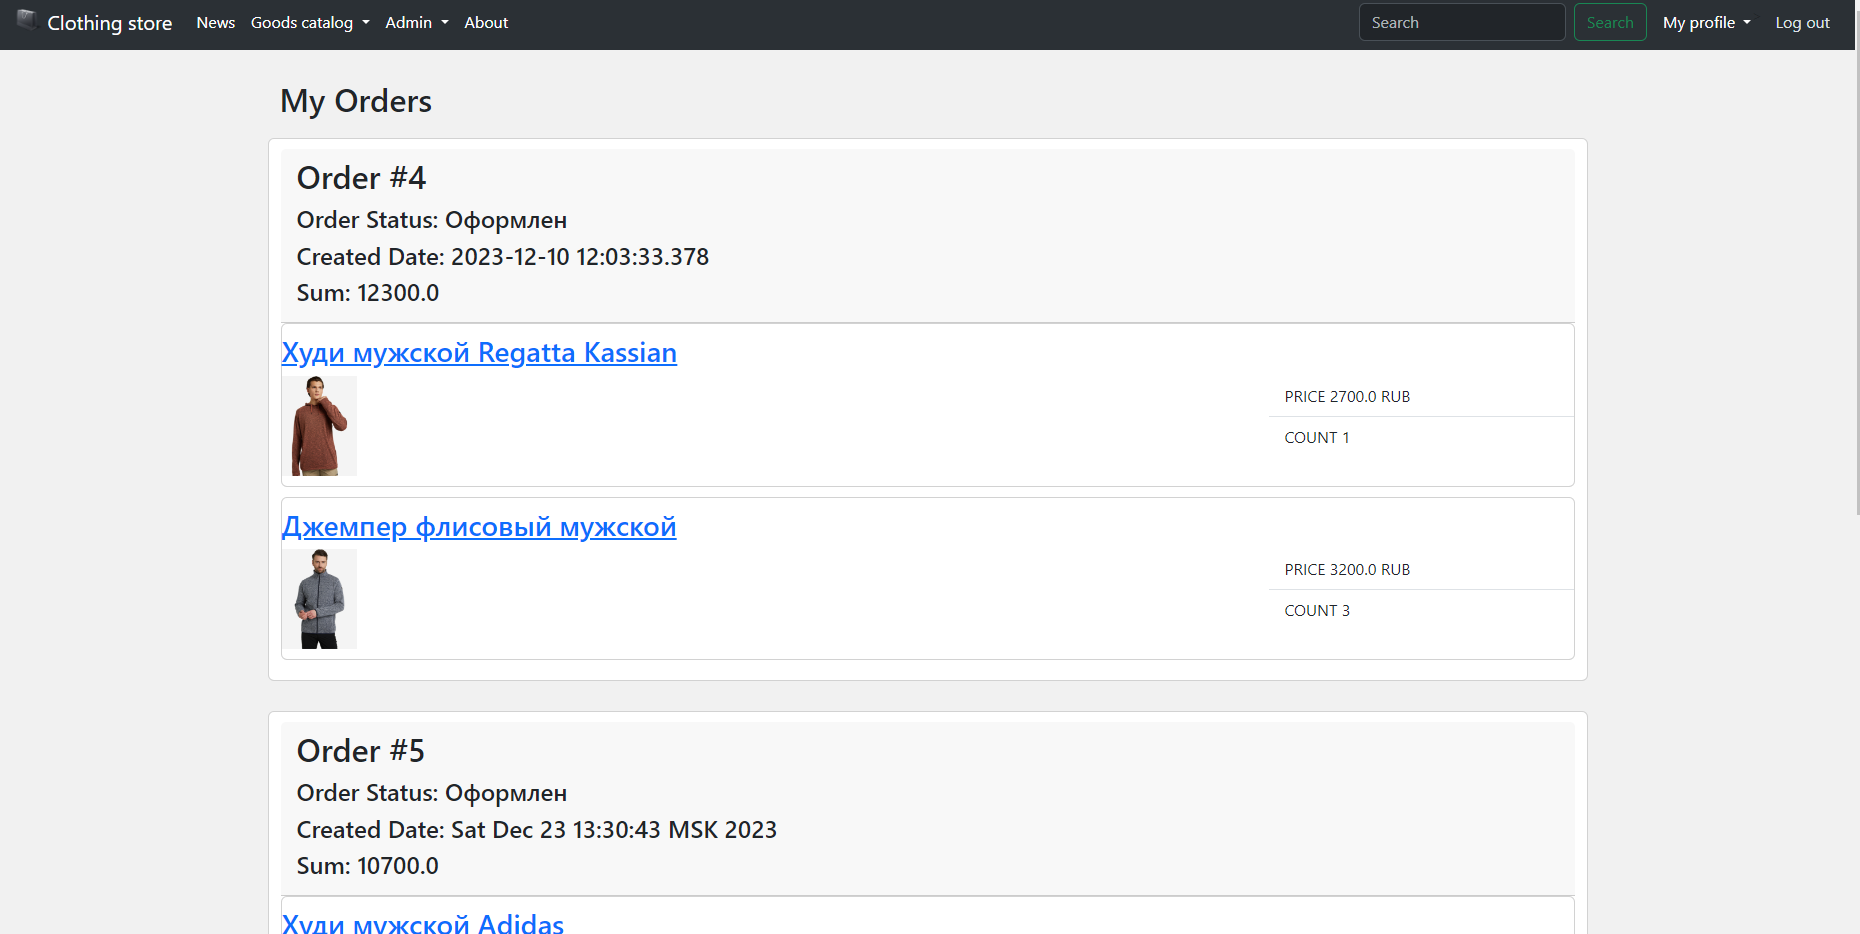 Clothing store News Goods catalog Admin About Search Search My profile Log out
My Orders
Order #4
Order Status: Оформлен
Created Date: 2023-12-10 12:03:33.378
Sum: 12300.0
Худи мужской Regatta Kassian
PRICE 2700.0 RUB
COUNT 1
Джемпер флисовый мужской
PRICE 3200.0 RUB
COUNT 3
Order #5
Order Status: Оформлен
Created Date: Sat Dec 23 13:30:43 MSK 2023
Sum: 10700.0
Худи мужской Adidas